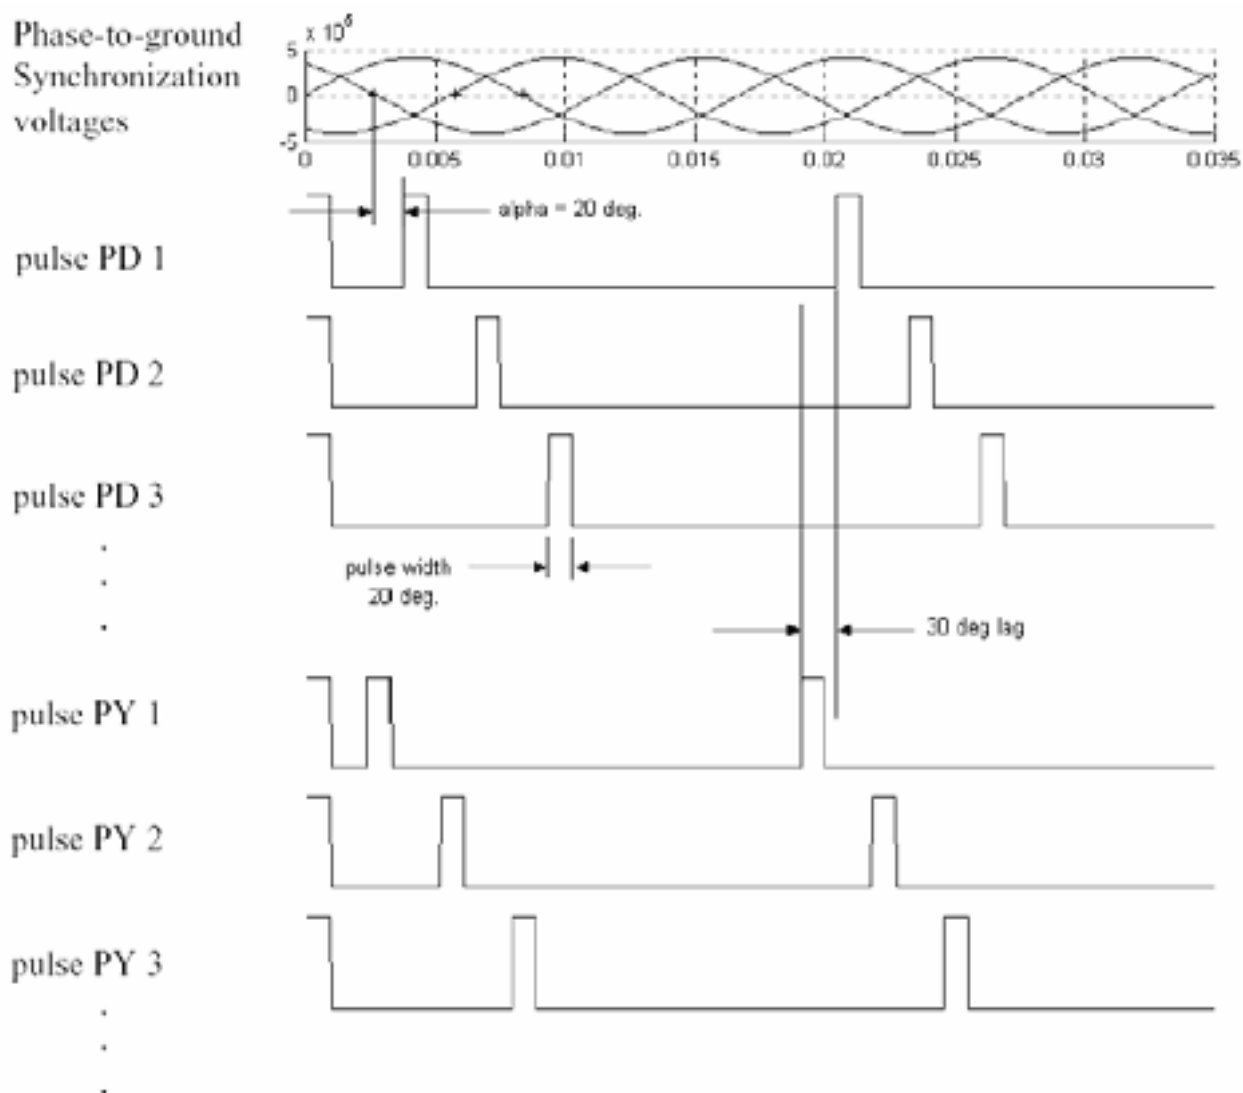 Phase-to-ground
Synchronization
voltages
x 10^5
5
0
-5
0 0.005 0.01 0.015 0.02 0.025 0.03 0.035
alpha = 20 deg.
pulse PD 1
pulse PD 2
pulse PD 3
pulse width
20 deg.
30 deg lag
pulse PY 1
pulse PY 2
pulse PY 3